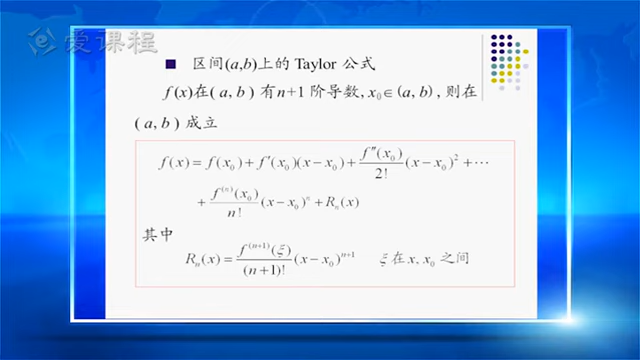 爱课程
■ 区间(a,b)上的 Taylor 公式
f(x)在(a, b) 有n+1 阶导数, x₀∈(a, b), 则在
(a, b) 成立
f(x) = f(x₀) + f′(x₀)(x−x₀) + f″(x₀)/2! (x−x₀)² + ⋯
+ f⁽ⁿ⁾(x₀)/n! (x−x₀)ⁿ + Rₙ(x)
其中
Rₙ(x) = f⁽ⁿ⁺¹⁾(ξ)/(n+1)! (x−x₀)ⁿ⁺¹ ξ在 x, x₀ 之间